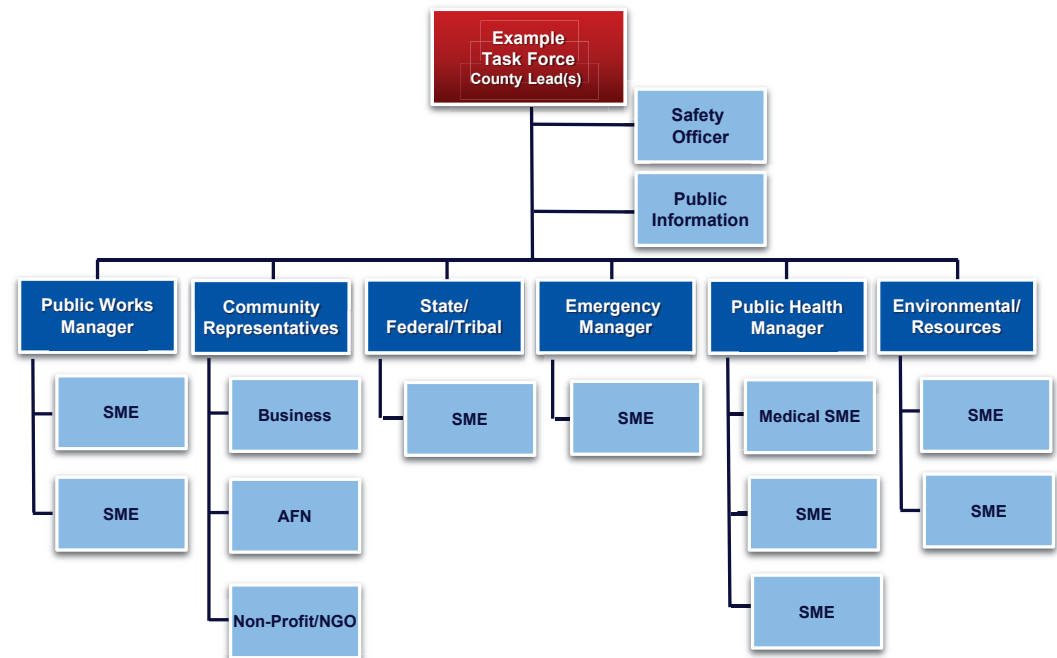 Example
Task Force
County Lead(s)
Safety
Officer
Public
Information
Public Works
Manager
Community
Representatives
State/
Federal/Tribal
Emergency
Manager
Public Health
Manager
Environmental/
Resources
SME
Business
SME
SME
Medical SME
SME
SME
AFN
SME
SME
Non-Profit/NGO
SME